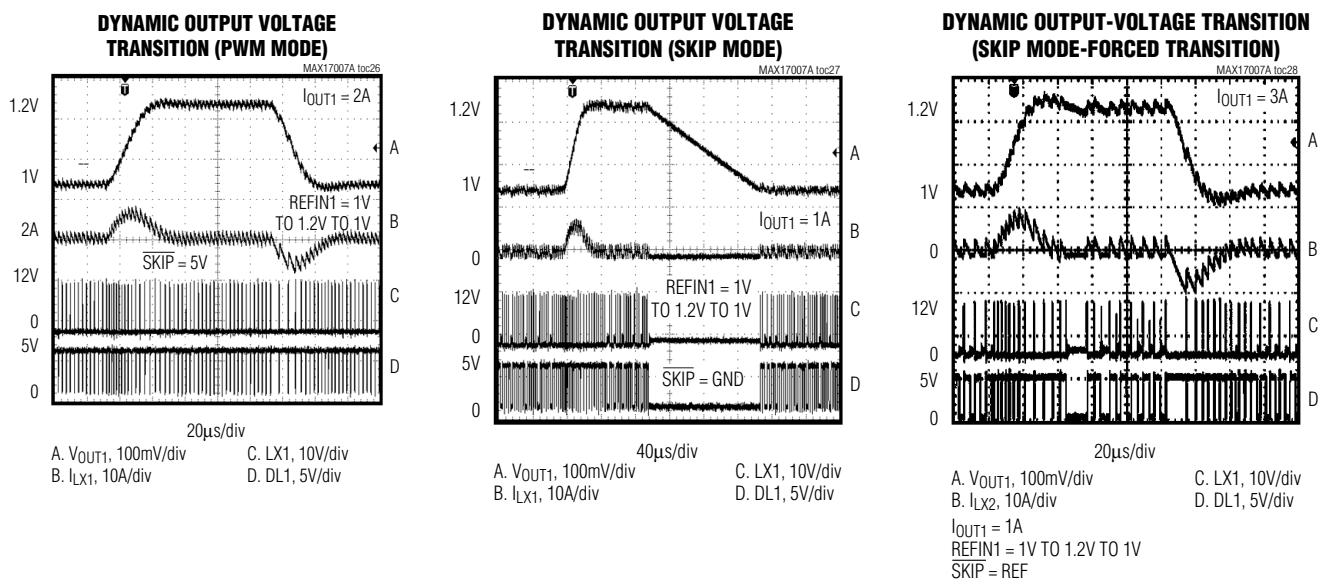 DYNAMIC OUTPUT VOLTAGE
TRANSITION (PWM MODE)
MAX17007A toc26
T
IOUT1 = 2A
1.2V
A
1V
REFIN1 = 1V
TO 1.2V TO 1V
B
2A
SKIP = 5V
12V
C
0
5V
D
0
20µs/div
A. VOUT1, 100mV/div
B. ILX1, 10A/div
C. LX1, 10V/div
D. DL1, 5V/div
DYNAMIC OUTPUT VOLTAGE
TRANSITION (SKIP MODE)
MAX17007A toc27
T
1.2V
A
1V
IOUT1 = 1A
B
0
REFIN1 = 1V
TO 1.2V TO 1V
12V
C
0
5V
SKIP = GND
D
0
40µs/div
A. VOUT1, 100mV/div
B. ILX1, 10A/div
C. LX1, 10V/div
D. DL1, 5V/div
DYNAMIC OUTPUT-VOLTAGE TRANSITION
(SKIP MODE-FORCED TRANSITION)
MAX17007A toc28
T
IOUT1 = 3A
1.2V
A
1V
B
0
12V
C
0
5V
D
0
20µs/div
A. VOUT1, 100mV/div
B. ILX2, 10A/div
C. LX1, 10V/div
D. DL1, 5V/div
IOUT1 = 1A
REFIN1 = 1V TO 1.2V TO 1V
SKIP = REF